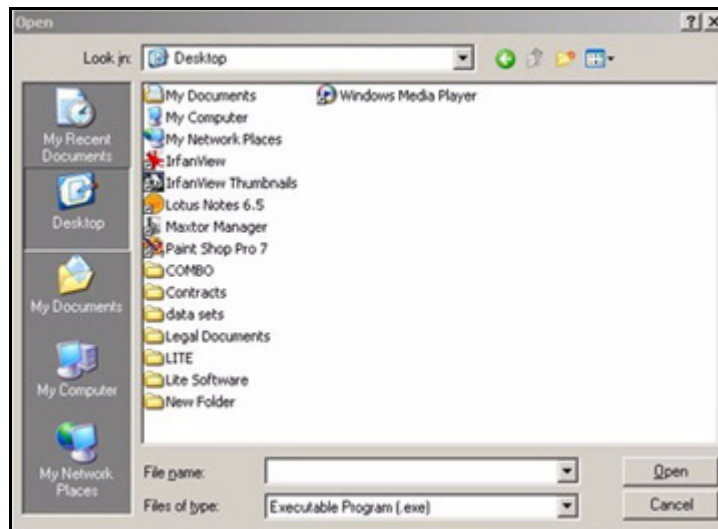 Open
Look in: Desktop
My Recent
Documents
Desktop
My Documents
My Computer
My Network
Places
My Documents
My Computer
My Network Places
IrfanView
IrfanView Thumbnails
Lotus Notes 6.5
Maxtor Manager
Paint Shop Pro 7
COMBO
Contracts
data sets
Legal Documents
LITE
Lite Software
New Folder
Windows Media Player
File name:
Open
Files of type: Executable Program (.exe)
Cancel